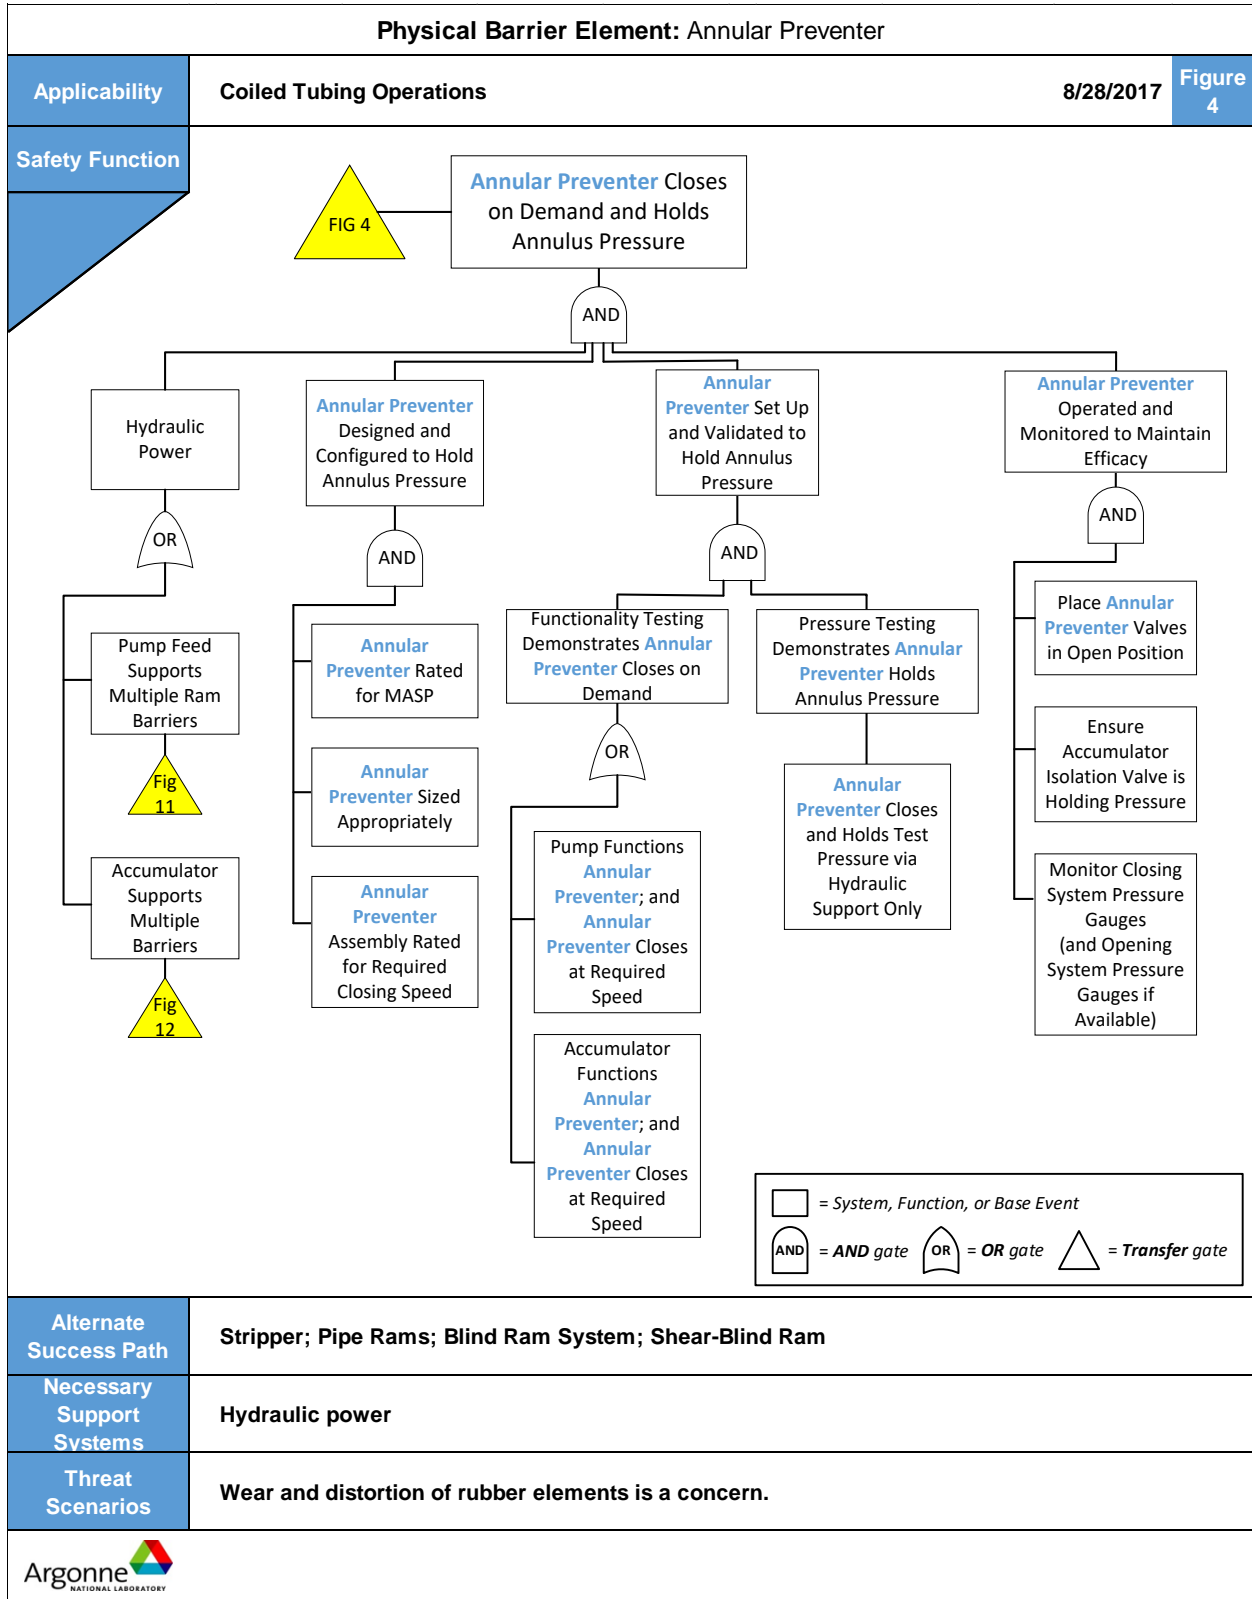 Physical Barrier Element: Annular Preventer
Applicability
Coiled Tubing Operations
8/28/2017
Figure
4
Safety Function
FIG 4
Annular Preventer Closes
on Demand and Holds
Annulus Pressure
AND
Hydraulic
Power
Annular Preventer
Designed and
Configured to Hold
Annulus Pressure
Annular
Preventer Set Up
and Validated to
Hold Annulus
Pressure
Annular Preventer
Operated and
Monitored to Maintain
Efficacy
OR
AND
AND
AND
Pump Feed
Supports
Multiple Ram
Barriers
Fig
11
Accumulator
Supports
Multiple
Barriers
Fig
12
Annular
Preventer Rated
for MASP
Annular
Preventer Sized
Appropriately
Annular
Preventer
Assembly Rated
for Required
Closing Speed
Functionality Testing
Demonstrates Annular
Preventer Closes on
Demand
OR
Pump Functions
Annular
Preventer; and
Annular
Preventer Closes
at Required
Speed
Accumulator
Functions
Annular
Preventer; and
Annular
Preventer Closes
at Required
Speed
Pressure Testing
Demonstrates Annular
Preventer Holds
Annulus Pressure
Annular
Preventer Closes
and Holds Test
Pressure via
Hydraulic
Support Only
Place Annular
Preventer Valves
in Open Position
Ensure
Accumulator
Isolation Valve is
Holding Pressure
Monitor Closing
System Pressure
Gauges
(and Opening
System Pressure
Gauges if
Available)
= System, Function, or Base Event
AND = AND gate OR = OR gate = Transfer gate
Alternate
Success Path
Stripper; Pipe Rams; Blind Ram System; Shear-Blind Ram
Necessary
Support
Systems
Hydraulic power
Threat
Scenarios
Wear and distortion of rubber elements is a concern.
Argonne
NATIONAL LABORATORY